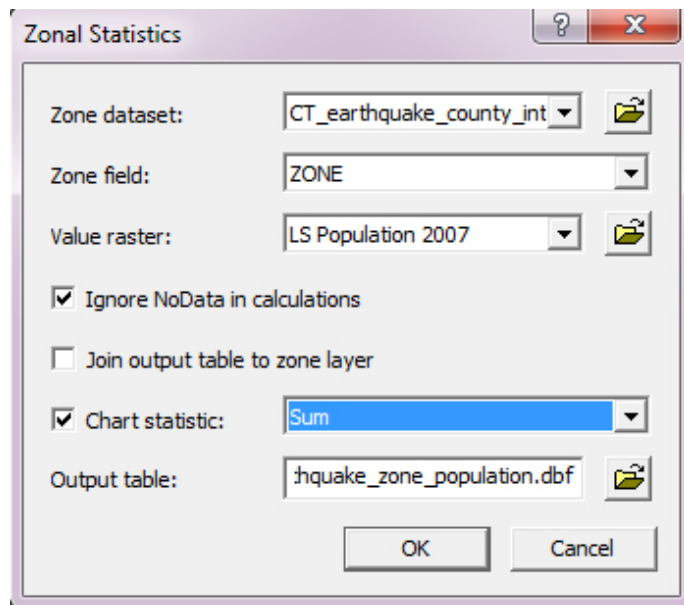 Zonal Statistics
Zone dataset: CT_earthquake_county_int
Zone field: ZONE
Value raster: LS Population 2007
Ignore NoData in calculations
Join output table to zone layer
Chart statistic: Sum
Output table: :hquake_zone_population.dbf
OK Cancel